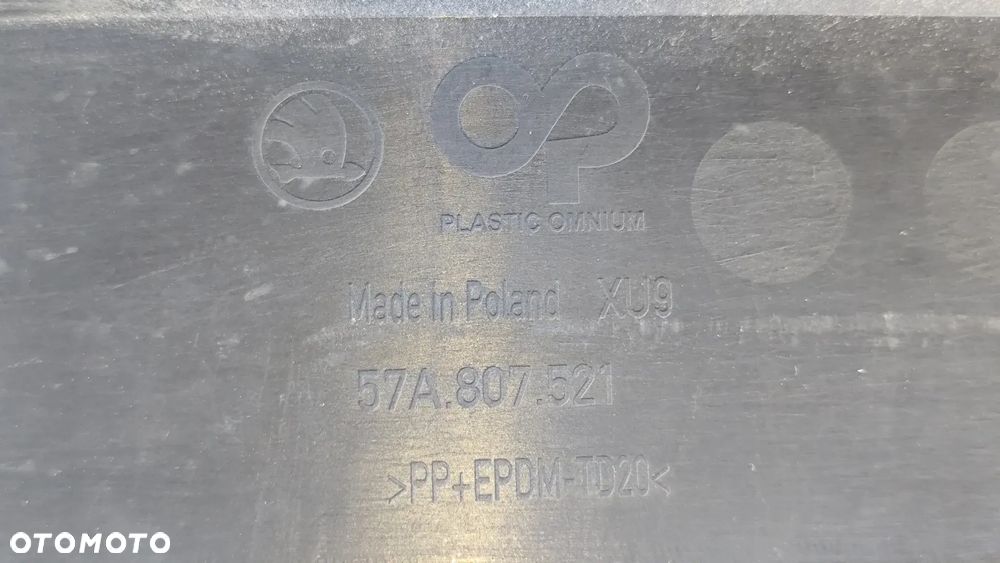 PLASTIC OMNIUM
Made in Poland XU9
57A.807.521
>PP+EPDM-TD20<
OTOMOTO